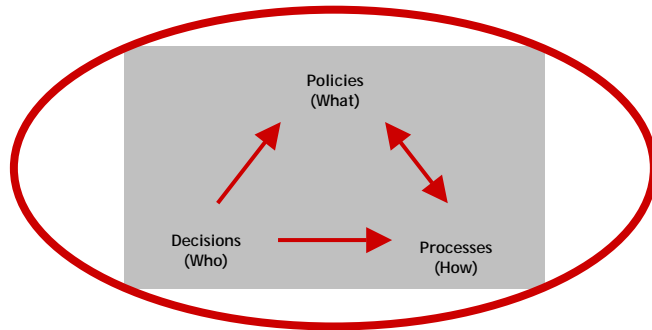 Policies
(What)
Decisions
(Who)
Processes
(How)